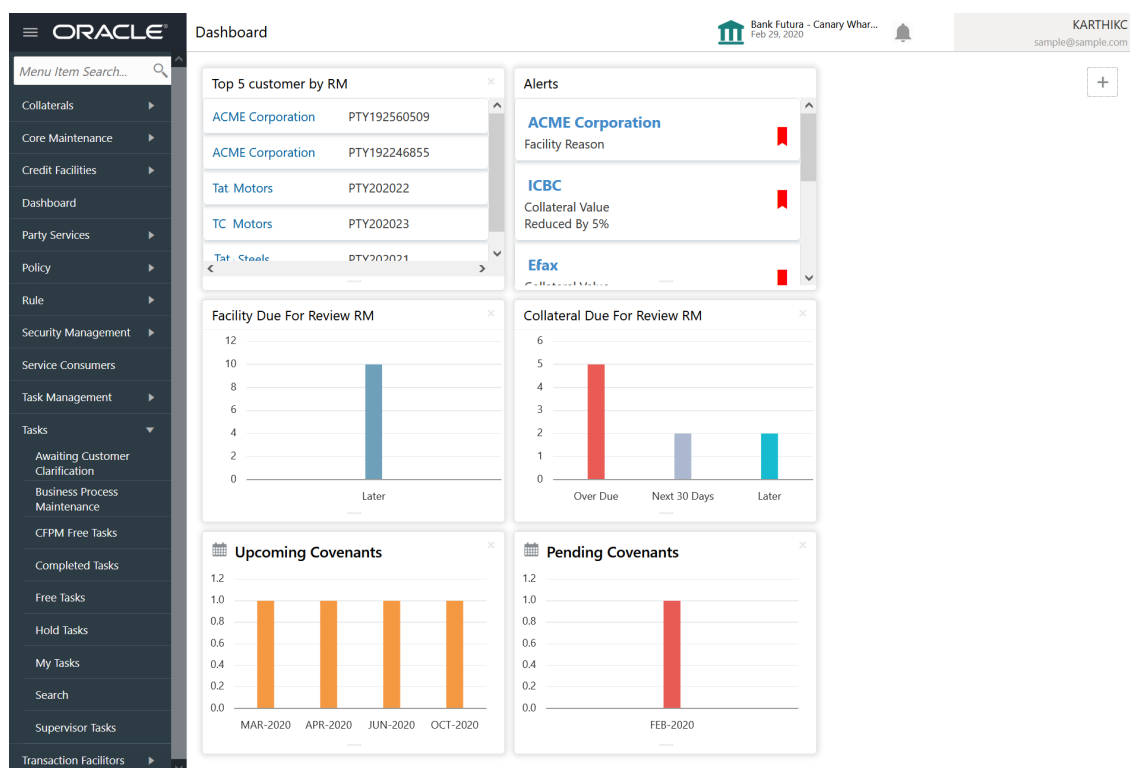 ORACLE®
Dashboard
Bank Futura - Canary Whar...
Feb 29, 2020
KARTHIKC
sample@sample.com
Menu Item Search...
Collaterals
Core Maintenance
Credit Facilities
Dashboard
Party Services
Policy
Rule
Security Management
Service Consumers
Task Management
Tasks
Awaiting Customer
Clarification
Business Process
Maintenance
CFPM Free Tasks
Completed Tasks
Free Tasks
Hold Tasks
My Tasks
Search
Supervisor Tasks
Transaction Facilitors
Top 5 customer by RM
ACME Corporation PTY192560509
ACME Corporation PTY192246855
Tat Motors PTY202022
TC Motors PTY202023
Tat Steels PTY202021
Alerts
ACME Corporation
Facility Reason
ICBC
Collateral Value
Reduced By 5%
Efax
Collateral Value
Facility Due For Review RM
12
10
8
6
4
2
0
Later
Collateral Due For Review RM
6
5
4
3
2
1
0
Over Due Next 30 Days Later
Upcoming Covenants
1.2
1.0
0.8
0.6
0.4
0.2
0.0
MAR-2020 APR-2020 JUN-2020 OCT-2020
Pending Covenants
1.2
1.0
0.8
0.6
0.4
0.2
0.0
FEB-2020